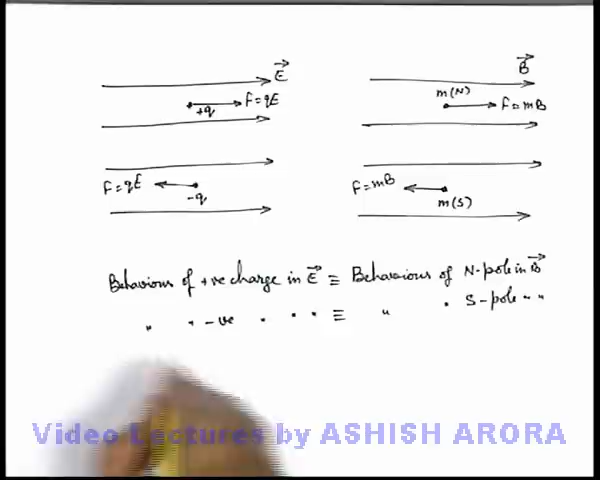 E
+q F=qE
F=qE
-q
B
m(N)
F=mB
F=mB
m(S)
Behaviour of +ve charge in E ≡ Behaviour of N-pole in B
" " -ve " " " ≡ " " S-pole " "
Video Lectures by ASHISH ARORA